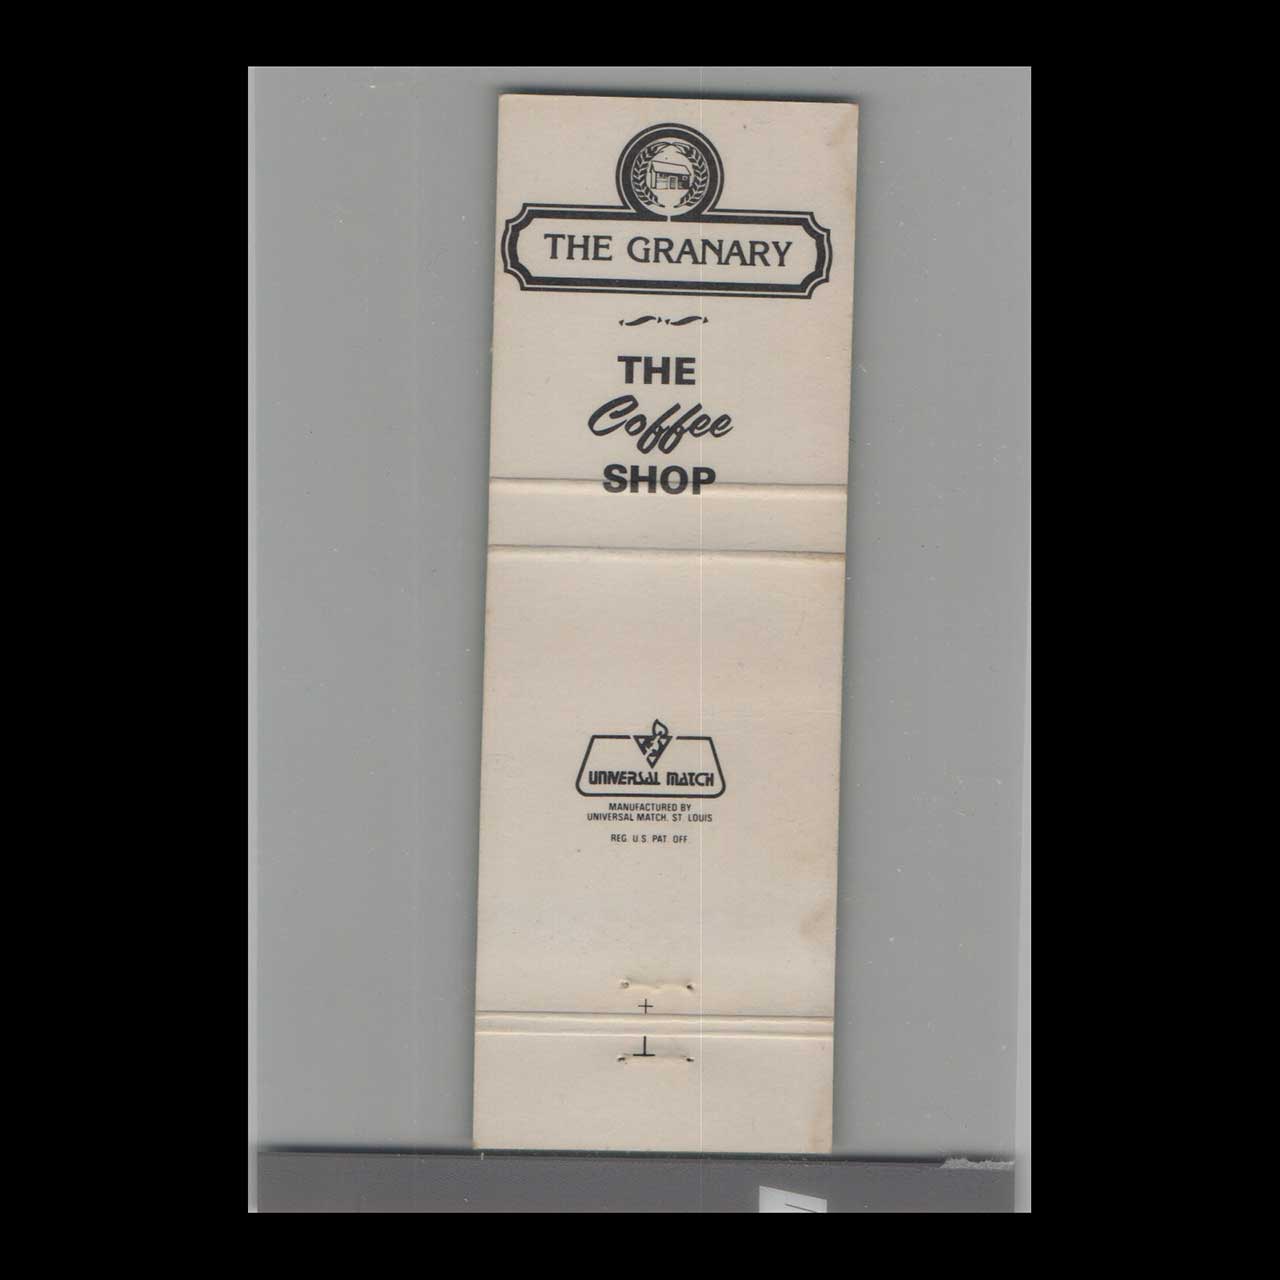 THE GRANARY
THE
Coffee
SHOP
UNIVERSAL MATCH
MANUFACTURED BY
UNIVERSAL MATCH, ST. LOUIS
REG. U.S. PAT. OFF.